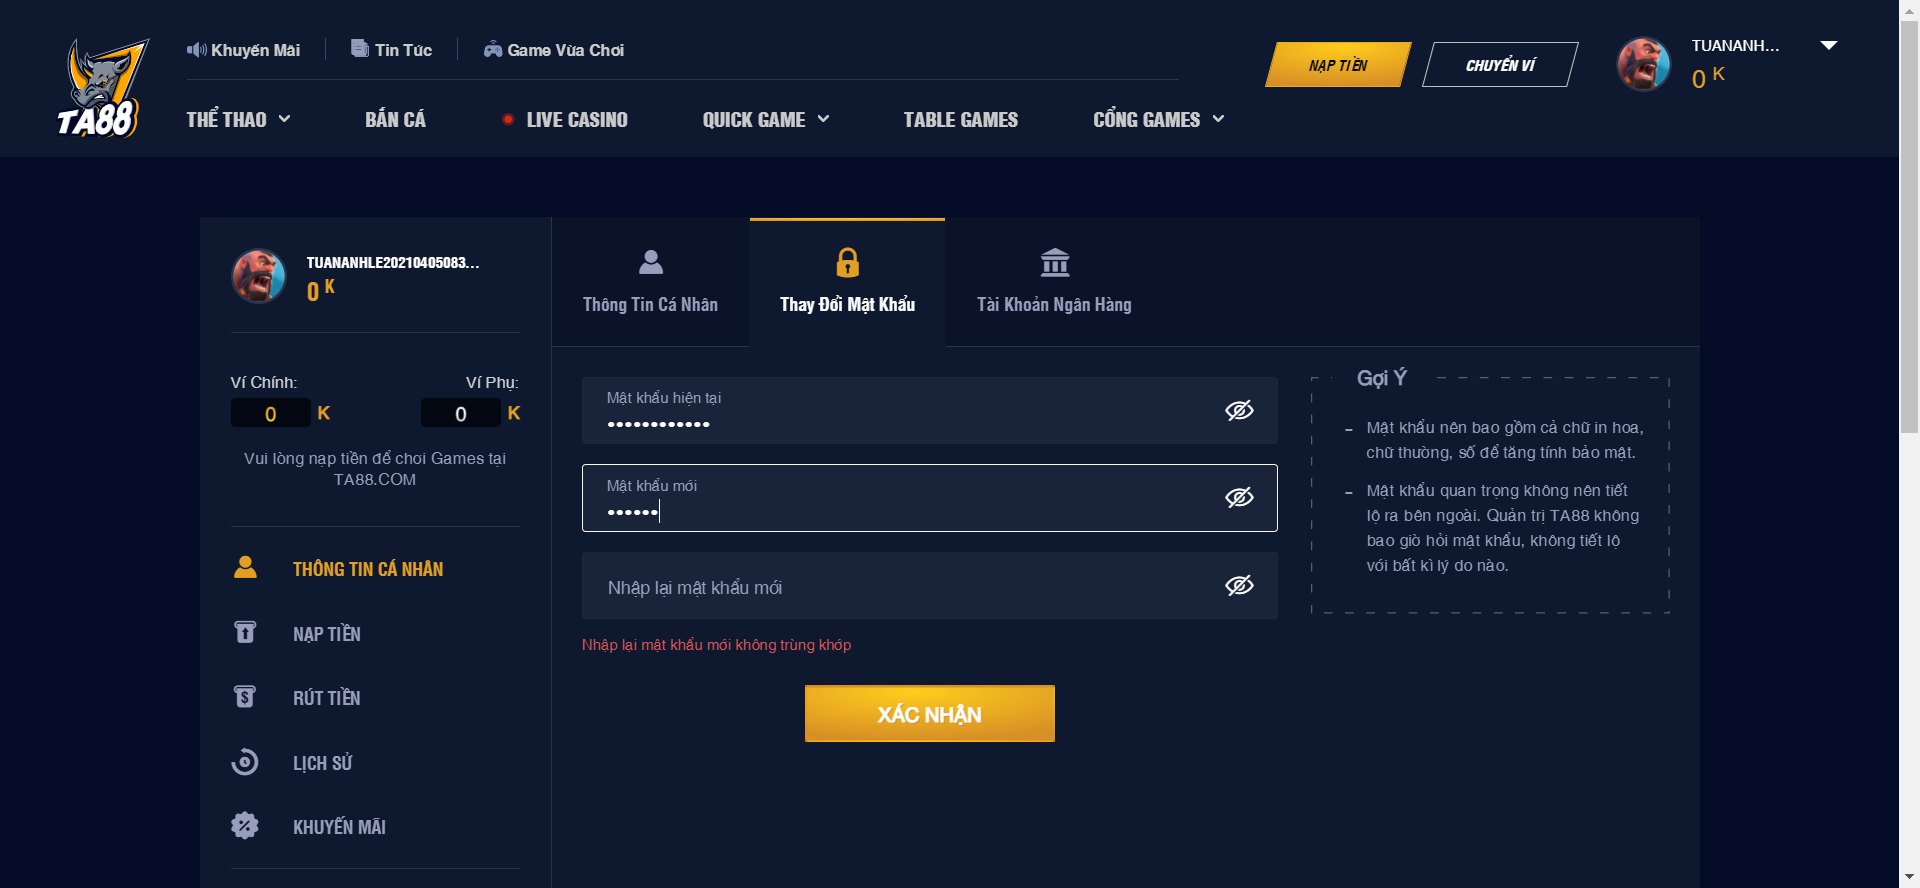 Khuyến Mãi
Tin Tức
Game Vừa Chơi
NẠP TIỀN
CHUYỂN VÍ
TUANANH...
0 K
TA88
THỂ THAO
BẮN CÁ
LIVE CASINO
QUICK GAME
TABLE GAMES
CỔNG GAMES
TUANANHLE20210405083...
0 K
Ví Chính:
Ví Phụ:
0 K
0 K
Vui lòng nạp tiền để chơi Games tại
TA88.COM
THÔNG TIN CÁ NHÂN
NẠP TIỀN
RÚT TIỀN
LỊCH SỬ
KHUYẾN MÃI
Thông Tin Cá Nhân
Thay Đổi Mật Khẩu
Tài Khoản Ngân Hàng
Mật khẩu hiện tại
••••••••••••
Mật khẩu mới
••••••
Nhập lại mật khẩu mới
Nhập lại mật khẩu mới không trùng khớp
XÁC NHẬN
Gợi Ý
- Mật khẩu nên bao gồm cả chữ in hoa,
chữ thường, số để tăng tính bảo mật.
- Mật khẩu quan trọng không nên tiết
lộ ra bên ngoài. Quản trị TA88 không
bao giờ hỏi mật khẩu, không tiết lộ
với bất kì lý do nào.